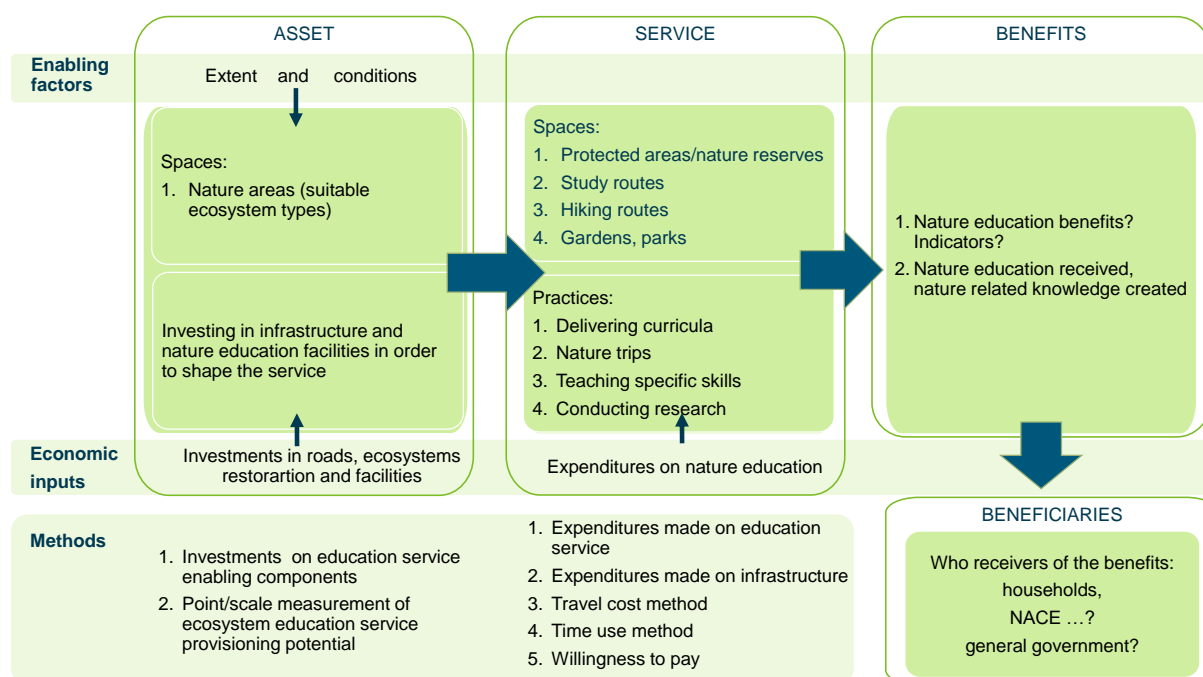 ASSET
SERVICE
BENEFITS
Enabling
factors
Extent and conditions
Spaces:
1. Nature areas (suitable
ecosystem types)
Investing in infrastructure and
nature education facilities in order
to shape the service
Spaces:
1. Protected areas/nature reserves
2. Study routes
3. Hiking routes
4. Gardens, parks
Practices:
1. Delivering curricula
2. Nature trips
3. Teaching specific skills
4. Conducting research
1. Nature education benefits?
Indicators?
2. Nature education received,
nature related knowledge created
Economic
inputs
Investments in roads, ecosystems
restorartion and facilities
Expenditures on nature education
Methods
1. Investments on education service
enabling components
2. Point/scale measurement of
ecosystem education service
provisioning potential
1. Expenditures made on education
service
2. Expenditures made on infrastructure
3. Travel cost method
4. Time use method
5. Willingness to pay
BENEFICIARIES
Who receivers of the benefits:
households,
NACE ...?
general government?